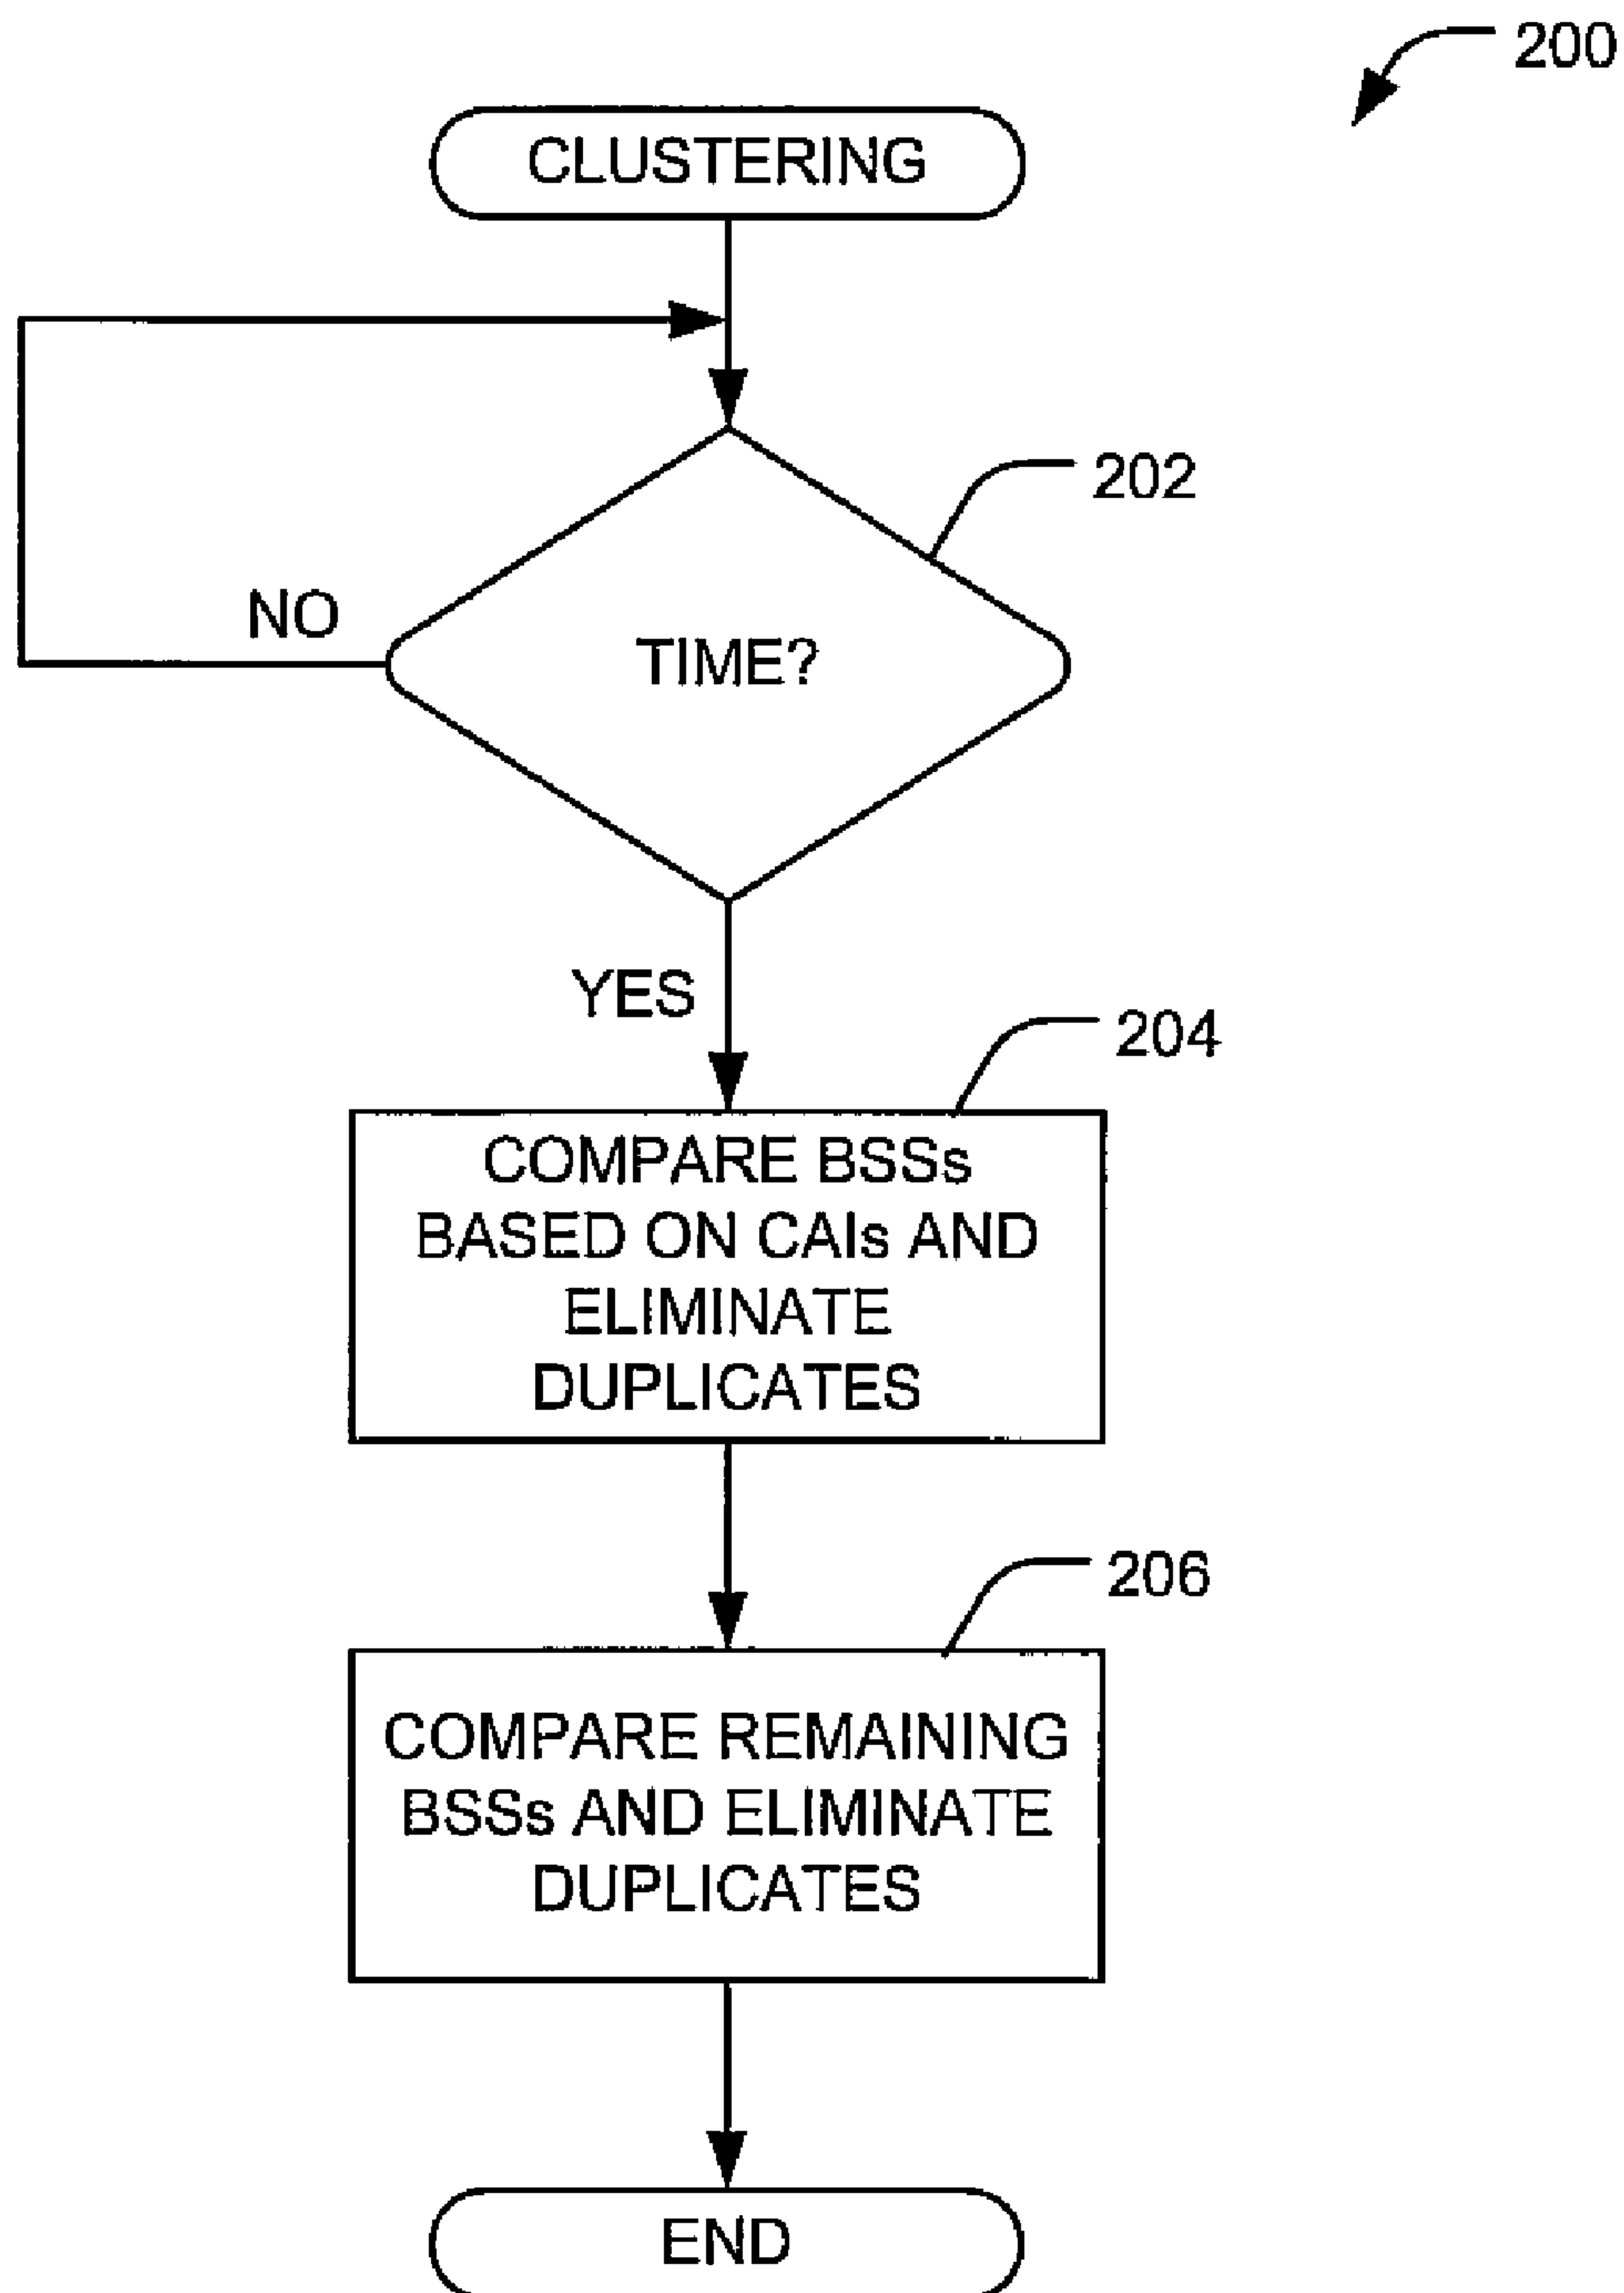 200
CLUSTERING
202
NO
TIME?
YES
204
COMPARE BSSs
BASED ON CAIs AND
ELIMINATE
DUPLICATES
206
COMPARE REMAINING
BSSs AND ELIMINATE
DUPLICATES
END